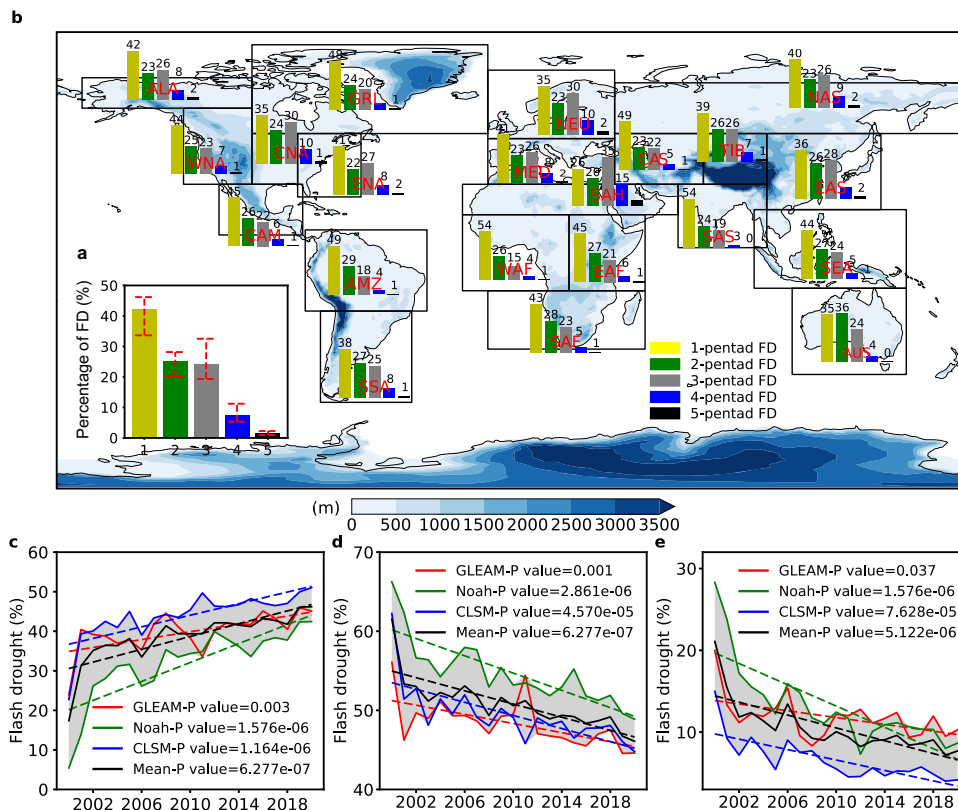 b
42
23
26
8
2
ALA
48
24
20
6
1
GRL
44
25
23
7
1
WNA
35
24
30
10
1
CNA
41
22
27
8
2
ENA
45
26
22
6
1
CAM
49
29
18
4
1
AMZ
38
27
25
8
1
SSA
35
23
30
10
2
NEU
41
23
26
8
2
MED
26
20
35
15
4
SAH
54
26
15
4
1
WAF
45
27
21
6
1
EAF
43
28
23
5
1
SAF
49
23
22
5
1
CAS
39
26
26
7
1
TIB
40
23
26
9
2
NAS
36
26
28
8
2
EAS
54
24
19
3
0
SAS
44
27
24
5
SEA
35
36
24
4
0
AUS
1-pentad FD
2-pentad FD
3-pentad FD
4-pentad FD
5-pentad FD
a
Percentage of FD (%)
50
40
30
20
10
0
1 2 3 4 5
(m)
0 500 1000 1500 2000 2500 3000 3500
c
Flash drought (%)
60
50
40
30
20
10
0
GLEAM-P value=0.003
Noah-P value=1.576e-06
CLSM-P value=1.164e-06
Mean-P value=6.277e-07
2002 2006 2010 2014 2018
d
Flash drought (%)
70
60
50
40
GLEAM-P value=0.001
Noah-P value=2.861e-06
CLSM-P value=4.570e-05
Mean-P value=6.277e-07
2002 2006 2010 2014 2018
e
Flash drought (%)
30
20
10
GLEAM-P value=0.037
Noah-P value=1.576e-06
CLSM-P value=7.628e-05
Mean-P value=5.122e-06
2002 2006 2010 2014 2018